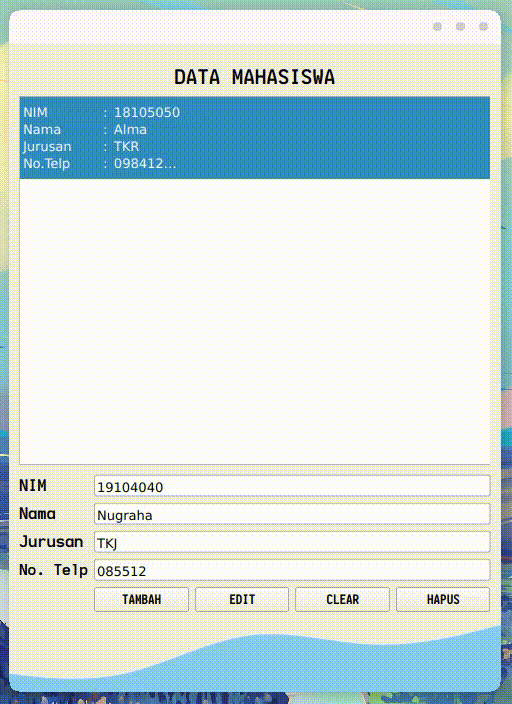 DATA MAHASISWA
NIM : 18105050
Nama : Alma
Jurusan : TKR
No.Telp : 098412...
NIM 19104040
Nama Nugraha
Jurusan TKJ
No. Telp 085512
TAMBAH EDIT CLEAR HAPUS